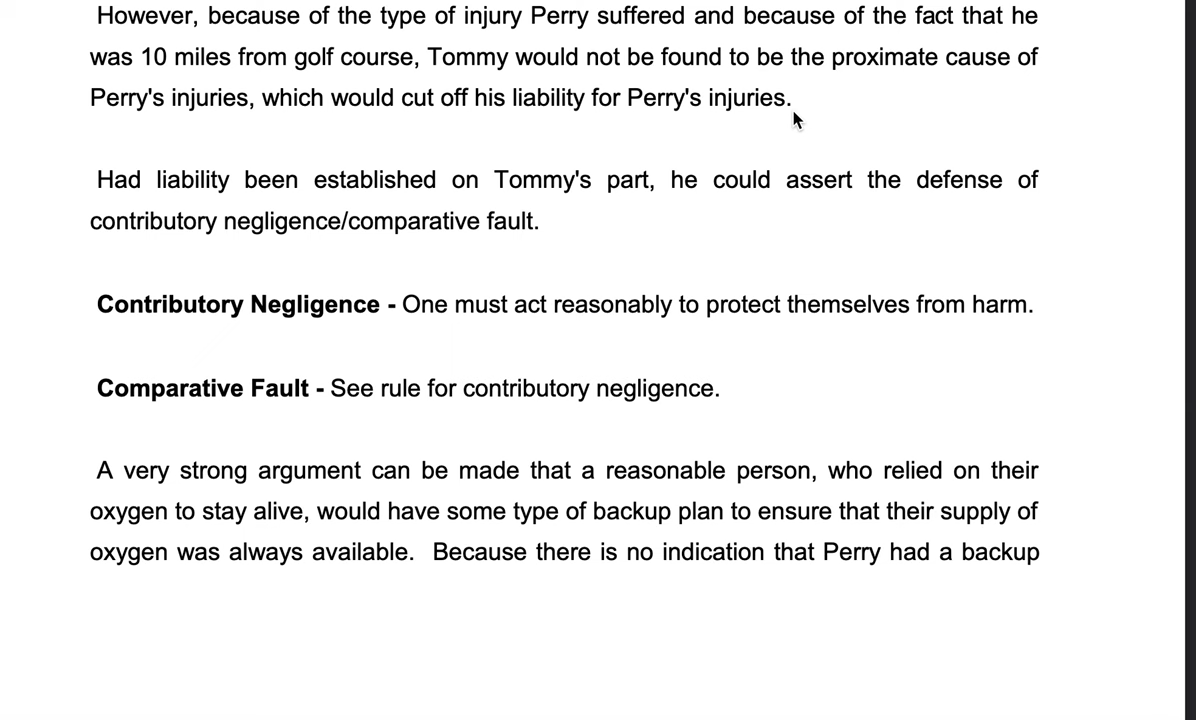 However, because of the type of injury Perry suffered and because of the fact that he
was 10 miles from golf course, Tommy would not be found to be the proximate cause of
Perry's injuries, which would cut off his liability for Perry's injuries.
Had liability been established on Tommy's part, he could assert the defense of
contributory negligence/comparative fault.
Contributory Negligence - One must act reasonably to protect themselves from harm.
Comparative Fault - See rule for contributory negligence.
A very strong argument can be made that a reasonable person, who relied on their
oxygen to stay alive, would have some type of backup plan to ensure that their supply of
oxygen was always available.  Because there is no indication that Perry had a backup